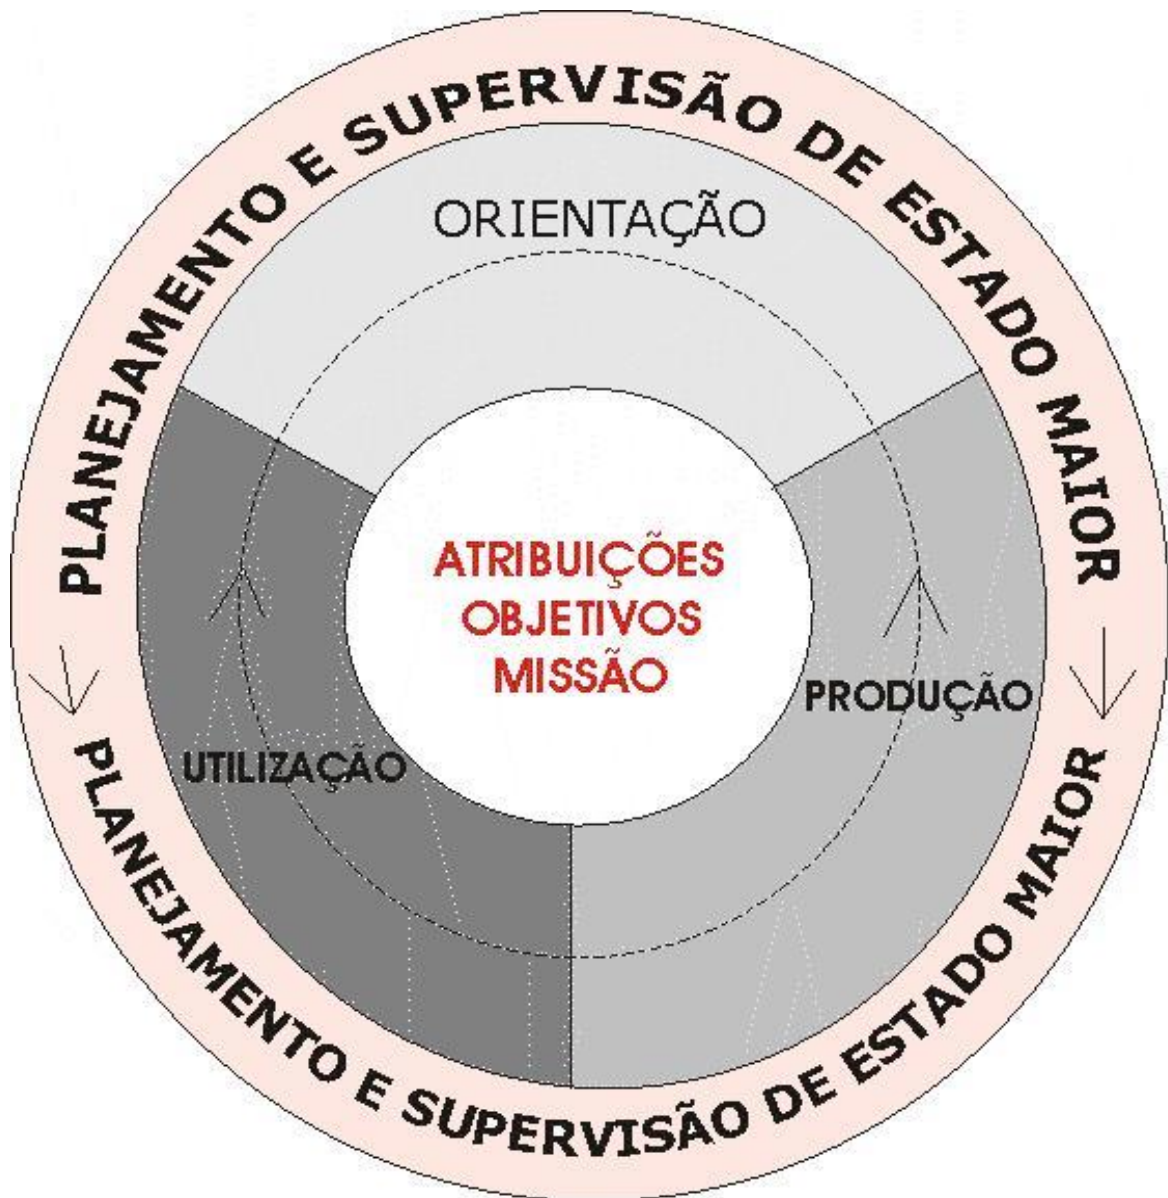 PLANEJAMENTO E SUPERVISÃO DE ESTADO MAIOR
ORIENTAÇÃO
ATRIBUIÇÕES
OBJETIVOS
MISSÃO
PRODUÇÃO
UTILIZAÇÃO
PLANEJAMENTO E SUPERVISÃO DE ESTADO MAIOR